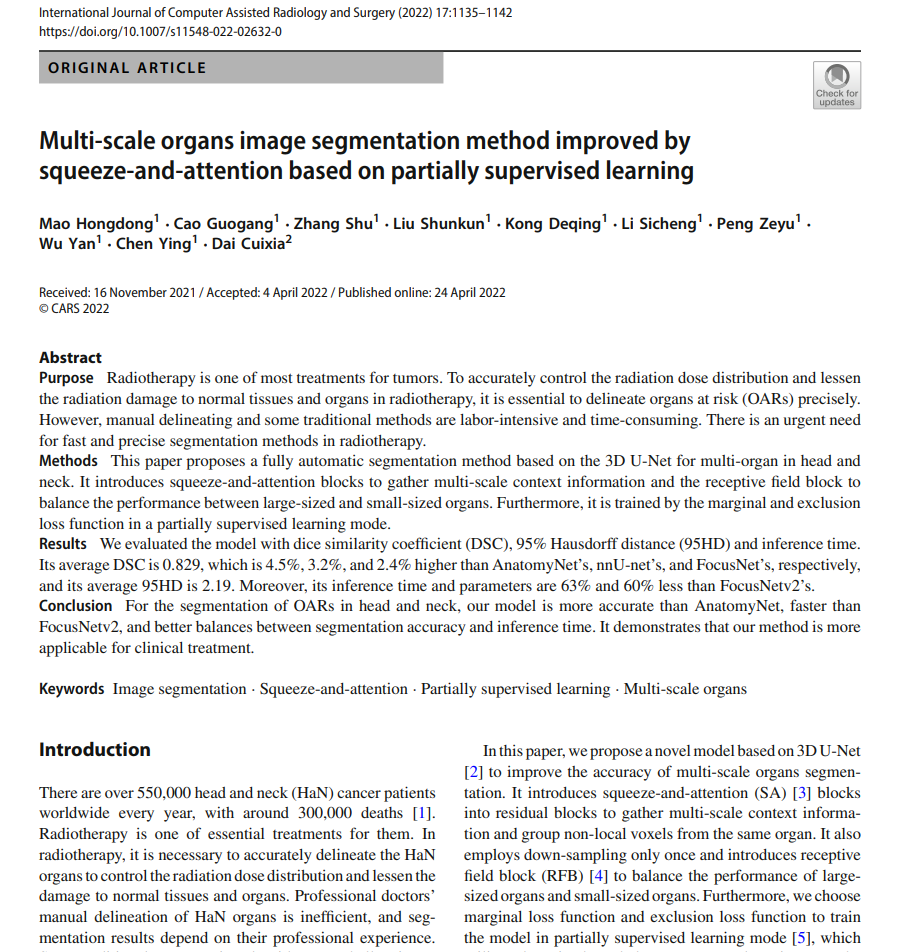 International Journal of Computer Assisted Radiology and Surgery (2022) 17:1135–1142
https://doi.org/10.1007/s11548-022-02632-0
ORIGINAL ARTICLE
Check for
updates
Multi-scale organs image segmentation method improved by
squeeze-and-attention based on partially supervised learning
Mao Hongdong¹ · Cao Guogang¹ · Zhang Shu¹ · Liu Shunkun¹ · Kong Deqing¹ · Li Sicheng¹ · Peng Zeyu¹ ·
Wu Yan¹ · Chen Ying¹ · Dai Cuixia²
Received: 16 November 2021 / Accepted: 4 April 2022 / Published online: 24 April 2022
© CARS 2022
Abstract
Purpose Radiotherapy is one of most treatments for tumors. To accurately control the radiation dose distribution and lessen
the radiation damage to normal tissues and organs in radiotherapy, it is essential to delineate organs at risk (OARs) precisely.
However, manual delineating and some traditional methods are labor-intensive and time-consuming. There is an urgent need
for fast and precise segmentation methods in radiotherapy.
Methods This paper proposes a fully automatic segmentation method based on the 3D U-Net for multi-organ in head and
neck. It introduces squeeze-and-attention blocks to gather multi-scale context information and the receptive field block to
balance the performance between large-sized and small-sized organs. Furthermore, it is trained by the marginal and exclusion
loss function in a partially supervised learning mode.
Results We evaluated the model with dice similarity coefficient (DSC), 95% Hausdorff distance (95HD) and inference time.
Its average DSC is 0.829, which is 4.5%, 3.2%, and 2.4% higher than AnatomyNet's, nnU-net's, and FocusNet's, respectively,
and its average 95HD is 2.19. Moreover, its inference time and parameters are 63% and 60% less than FocusNetv2's.
Conclusion For the segmentation of OARs in head and neck, our model is more accurate than AnatomyNet, faster than
FocusNetv2, and better balances between segmentation accuracy and inference time. It demonstrates that our method is more
applicable for clinical treatment.
Keywords Image segmentation · Squeeze-and-attention · Partially supervised learning · Multi-scale organs
Introduction
There are over 550,000 head and neck (HaN) cancer patients
worldwide every year, with around 300,000 deaths [1].
Radiotherapy is one of essential treatments for them. In
radiotherapy, it is necessary to accurately delineate the HaN
organs to control the radiation dose distribution and lessen the
damage to normal tissues and organs. Professional doctors'
manual delineation of HaN organs is inefficient, and seg-
mentation results depend on their professional experience.
In this paper, we propose a novel model based on 3D U-Net
[2] to improve the accuracy of multi-scale organs segmen-
tation. It introduces squeeze-and-attention (SA) [3] blocks
into residual blocks to gather multi-scale context informa-
tion and group non-local voxels from the same organ. It also
employs down-sampling only once and introduces receptive
field block (RFB) [4] to balance the performance of large-
sized organs and small-sized organs. Furthermore, we choose
marginal loss function and exclusion loss function to train
the model in partially supervised learning mode [5], which